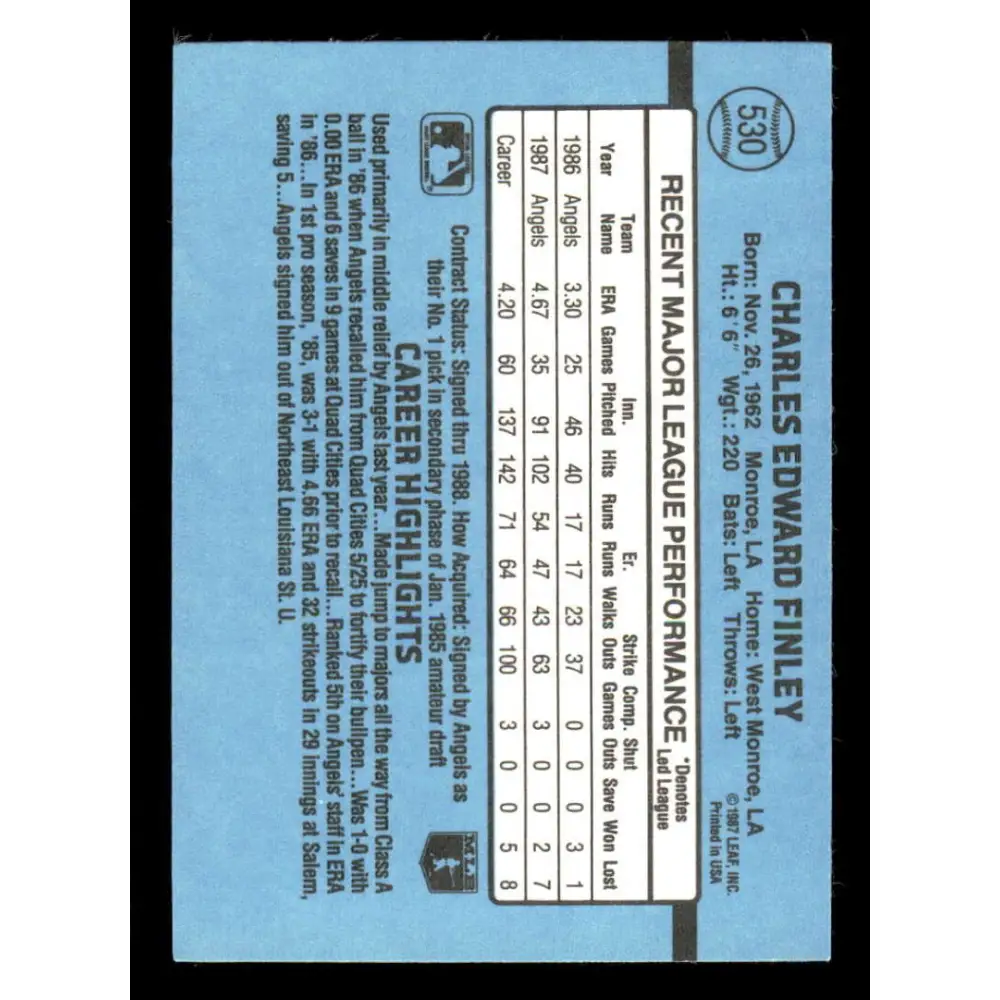 530
CHARLES EDWARD FINLEY
Born: Nov. 26, 1962 Monroe, LA Home: West Monroe, LA
Ht.: 6'6" Wgt.: 220 Bats: Left Throws: Left
©1987 LEAF, INC.
Printed in USA
RECENT MAJOR LEAGUE PERFORMANCE *Denotes
Led League
Team Inn. Er. Strike Comp. Shut
Year Name ERA Games Pitched Hits Runs Runs Walks Outs Games Outs Save Won Lost
1986 Angels 3.30 25 46 40 17 17 23 37 0 0 0 3 1
1987 Angels 4.67 35 91 102 54 47 43 63 3 0 0 2 7
Career 4.20 60 137 142 71 64 66 100 3 0 0 5 8
Contract Status: Signed thru 1988. How Acquired: Signed by Angels as
their No. 1 pick in secondary phase of Jan. 1985 amateur draft
MLB
CAREER HIGHLIGHTS
Used primarily in middle relief by Angels last year...Made jump to majors all the way from Class A
ball in '86 when Angels recalled him from Quad Cities 5/25 to fortify their bullpen...Was 1-0 with
0.00 ERA and 6 saves in 9 games at Quad Cities prior to recall...Ranked 5th on Angels' staff in ERA
in '86...In 1st pro season, '85, was 3-1 with 4.66 ERA and 32 strikeouts in 29 innings at Salem,
saving 5...Angels signed him out of Northeast Louisiana St. U.